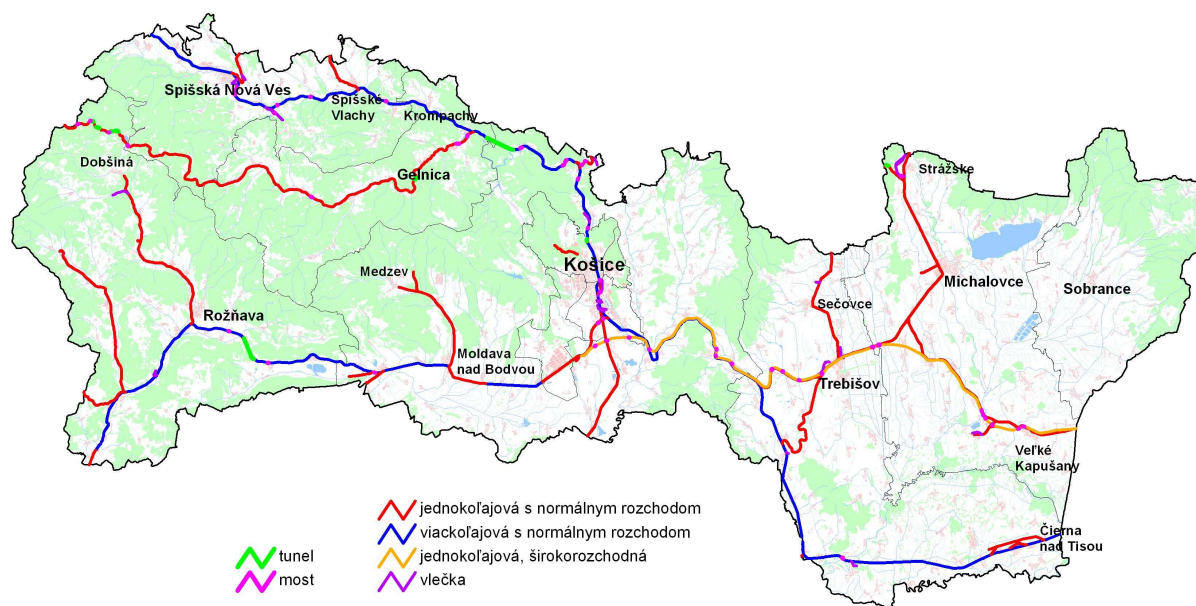 Spišská Nová Ves
Spišské
Vlachy
Krompachy
Dobšiná
Gelnica
Strážske
Medzev
Košice
Michalovce
Sobrance
Sečovce
Rožňava
Moldava
nad Bodvou
Trebišov
Veľké
Kapušany
Čierna
nad Tisou
jednokoľajová s normálnym rozchodom
viackoľajová s normálnym rozchodom
tunel
jednokoľajová, širokorozchodná
most
vlečka